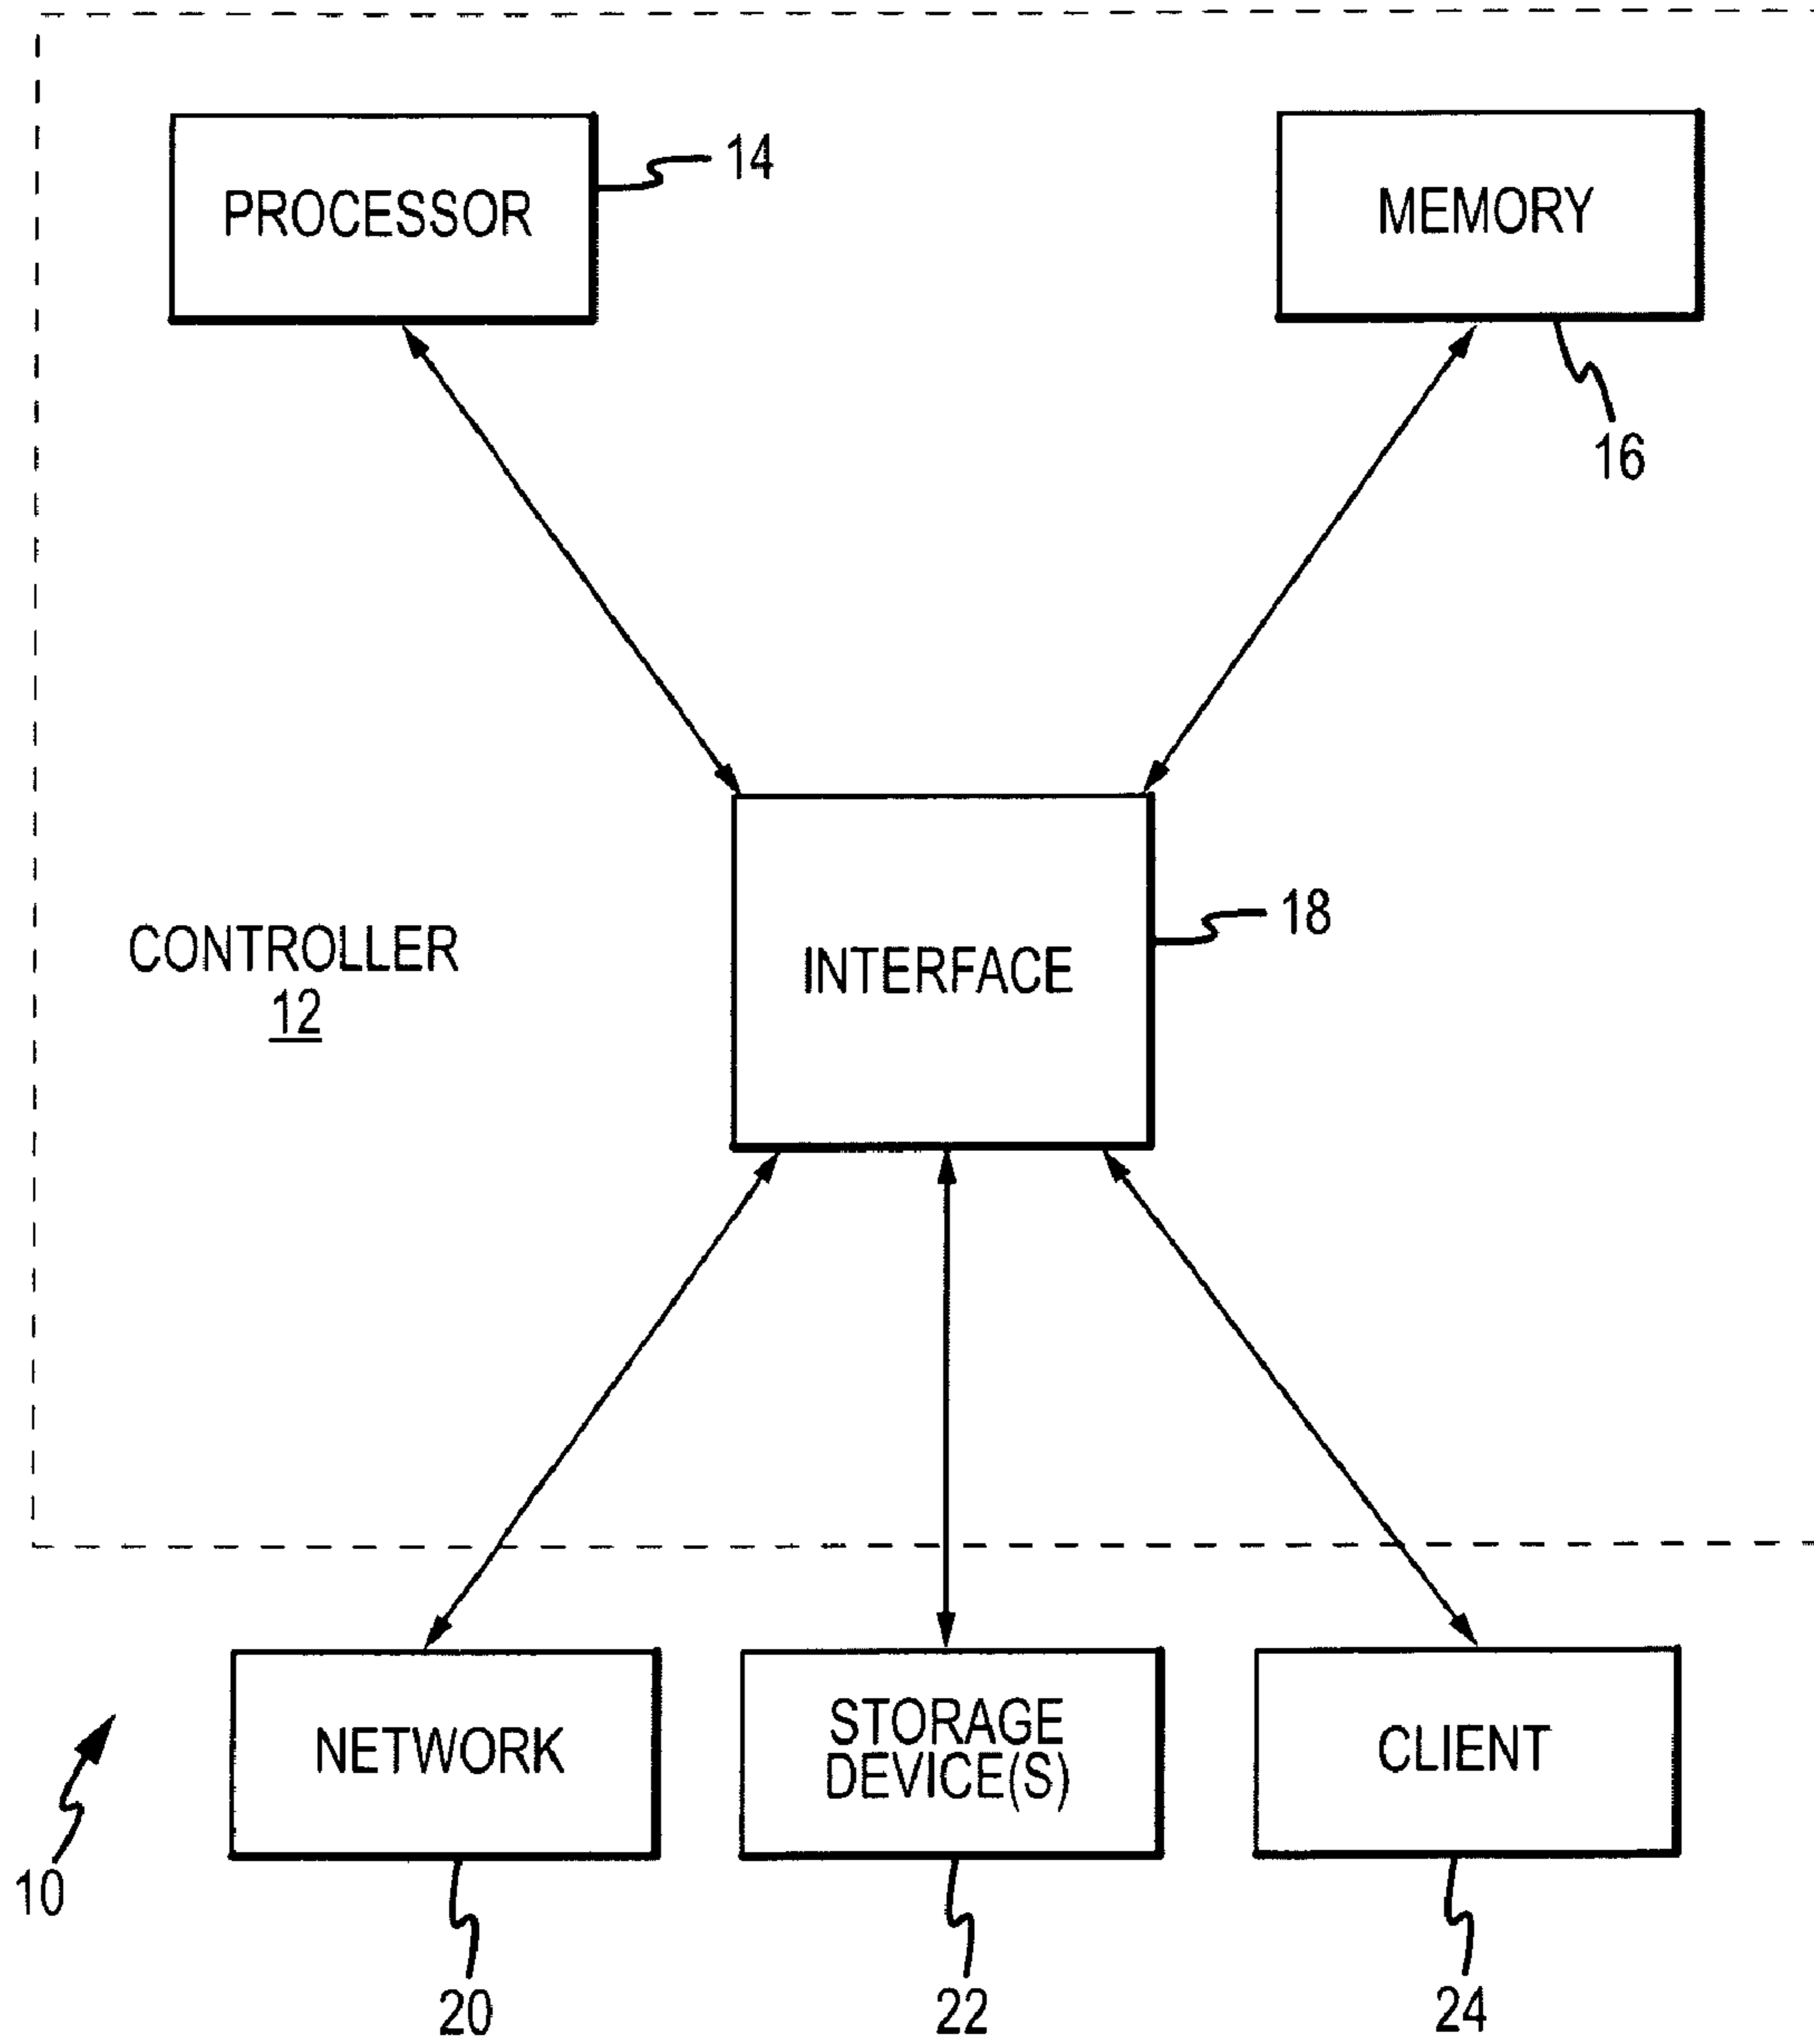 PROCESSOR
14
MEMORY
16
CONTROLLER
12
INTERFACE
18
NETWORK
STORAGE
DEVICE(S)
CLIENT
10
20
22
24